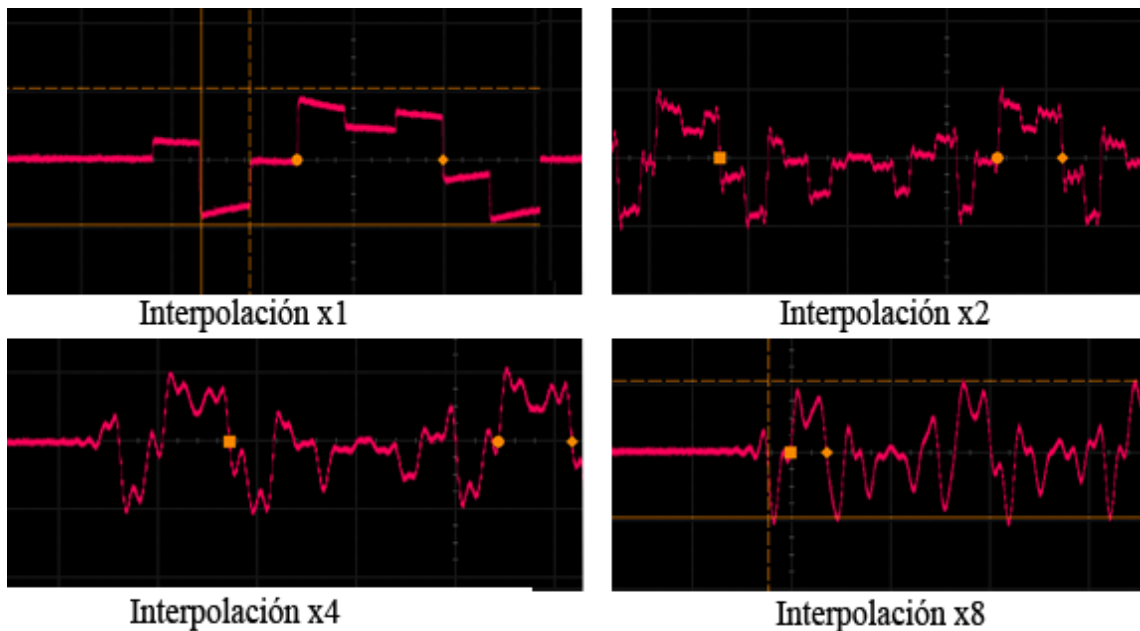 Interpolación x1
Interpolación x2
Interpolación x4
Interpolación x8